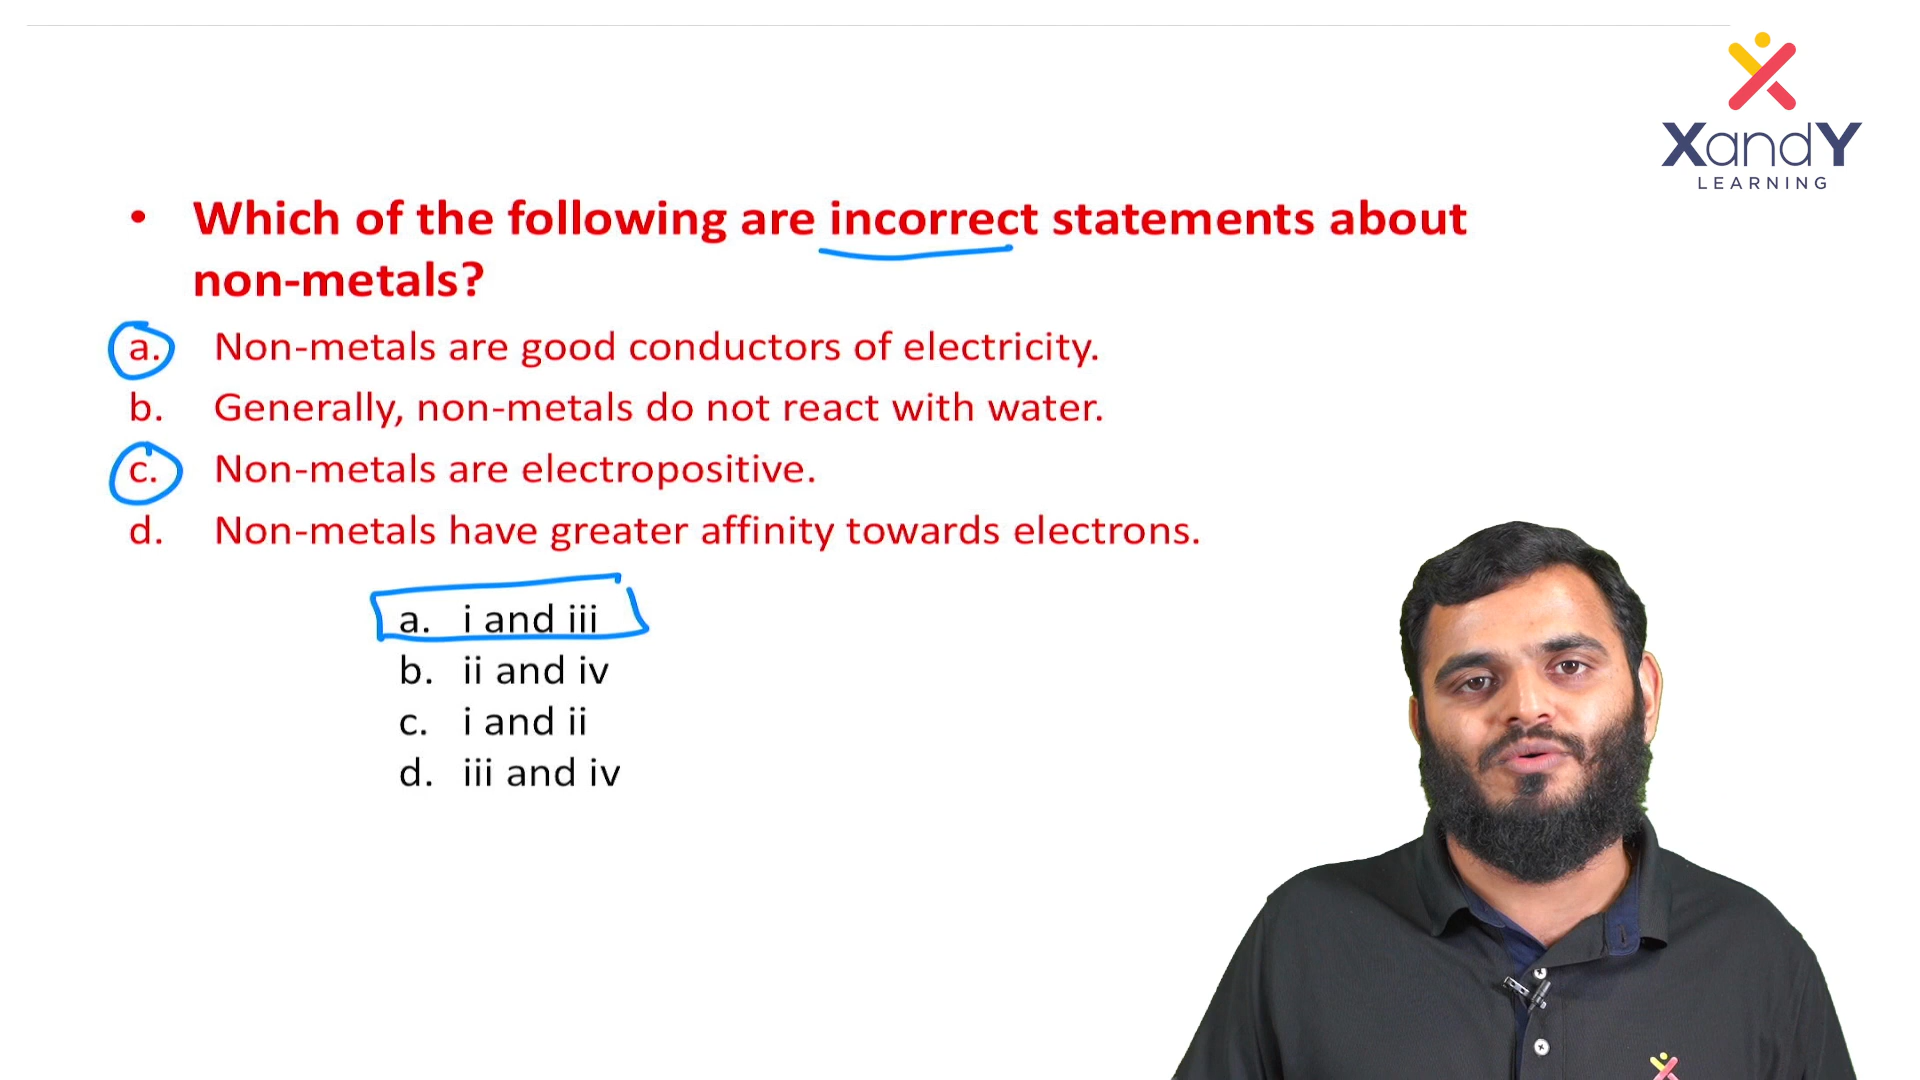 XandY
LEARNING
• Which of the following are incorrect statements about
non-metals?
a. Non-metals are good conductors of electricity.
b. Generally, non-metals do not react with water.
c. Non-metals are electropositive.
d. Non-metals have greater affinity towards electrons.
a. i and iii
b. ii and iv
c. i and ii
d. iii and iv